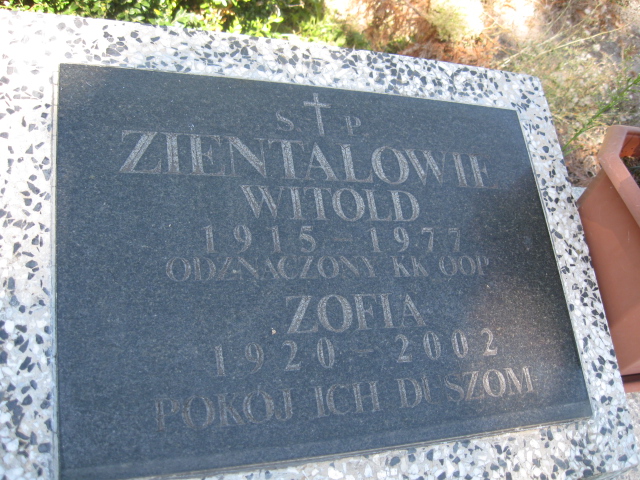 S P
ZIENTALOWIE
WITOLD
1915 - 1977
ODZNACZONY KK OOP
ZOFIA
1920 - 2002
POKÓJ ICH DUSZOM